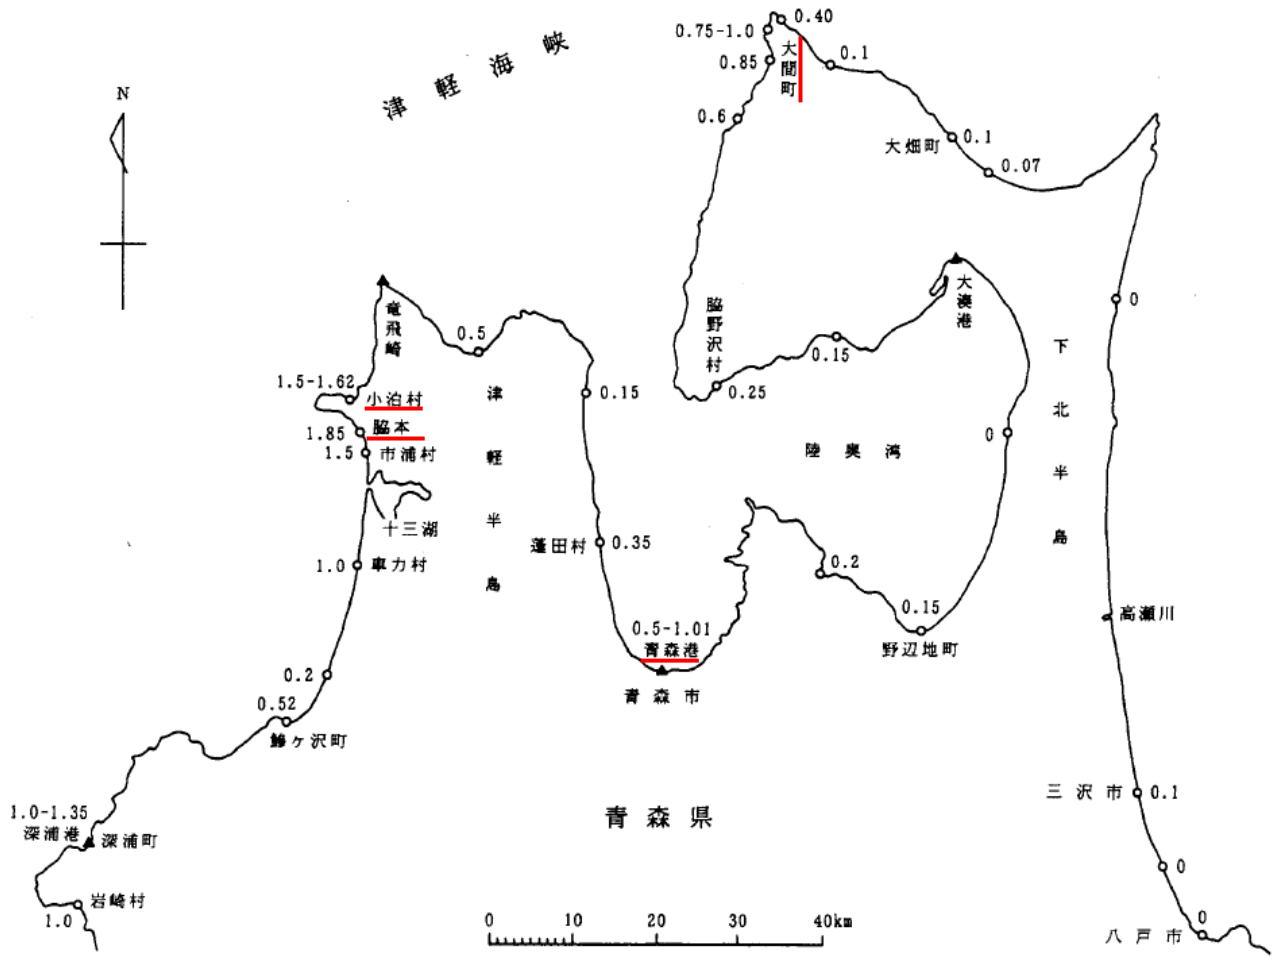 津軽海峡
N
0.40
0.75-1.0
大間町
0.1
0.85
0.6
大畑町
0.1
0.07
大湊港
0
竜飛崎
脇野沢村
0.5
0.15
下北半島
1.5-1.62
小泊村
津軽半島
0.15
0.25
脇本
1.85
0
1.5
市浦村
陸奥湾
十三湖
蓬田村
0.35
1.0
車力村
0.2
0.15
高瀬川
0.5-1.01
青森港
野辺地町
0.2
青森市
0.52
鰺ヶ沢町
三沢市
0.1
1.0-1.35
深浦港
深浦町
青森県
0
岩崎村
1.0
0
10
20
30
40km
0
八戸市